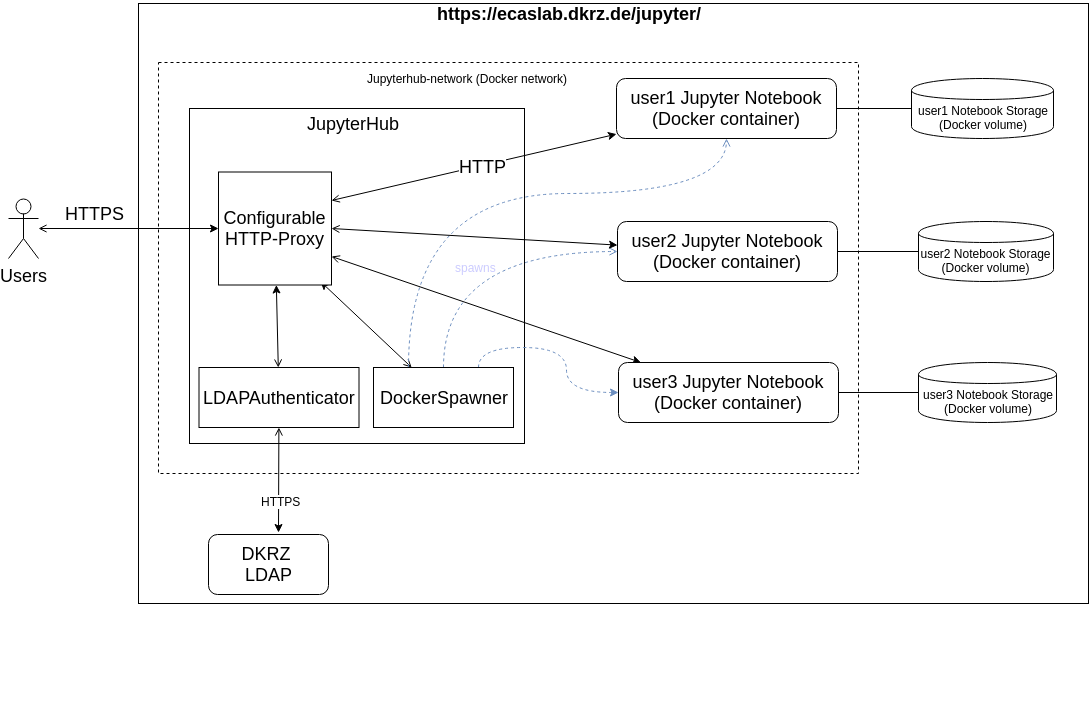 https://ecaslab.dkrz.de/jupyter/
Jupyterhub-network (Docker network)
JupyterHub
user1 Jupyter Notebook
(Docker container)
user1 Notebook Storage
(Docker volume)
HTTP
HTTPS
Users
Configurable
HTTP-Proxy
user2 Jupyter Notebook
(Docker container)
user2 Notebook Storage
(Docker volume)
spawns
LDAPAuthenticator
DockerSpawner
user3 Jupyter Notebook
(Docker container)
user3 Notebook Storage
(Docker volume)
HTTPS
DKRZ
LDAP